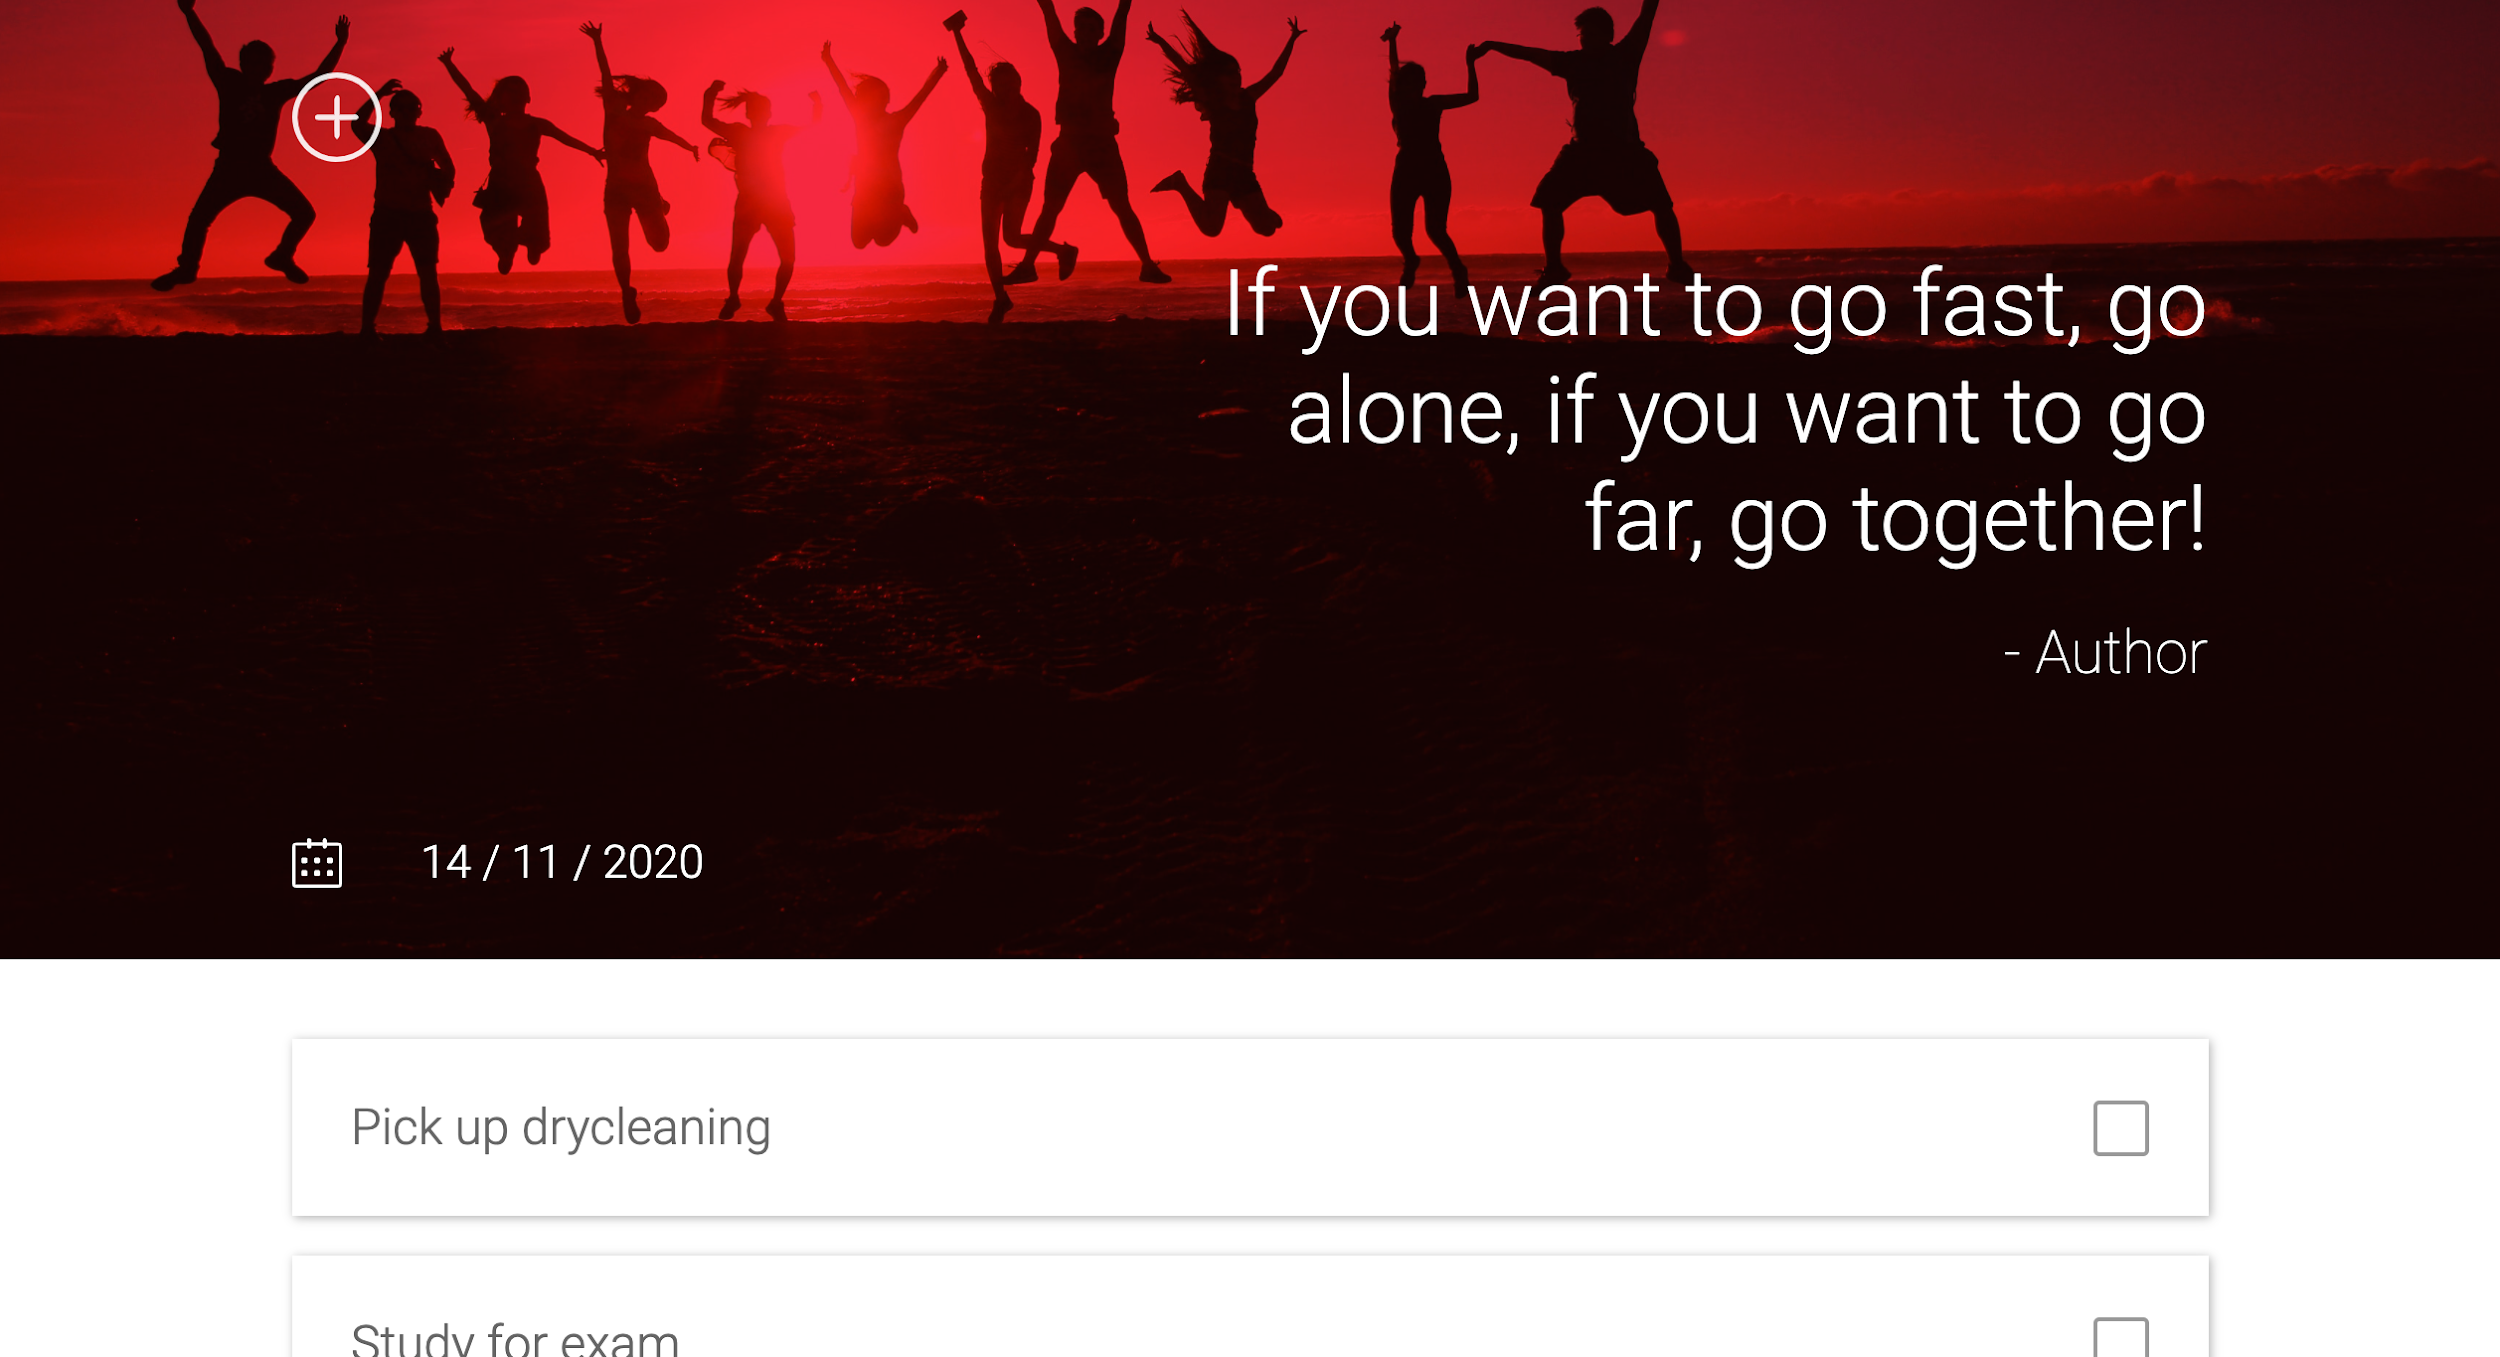 If you want to go fast, go
alone, if you want to go
far, go together!
- Author
14 / 11 / 2020
Pick up drycleaning
Study for exam